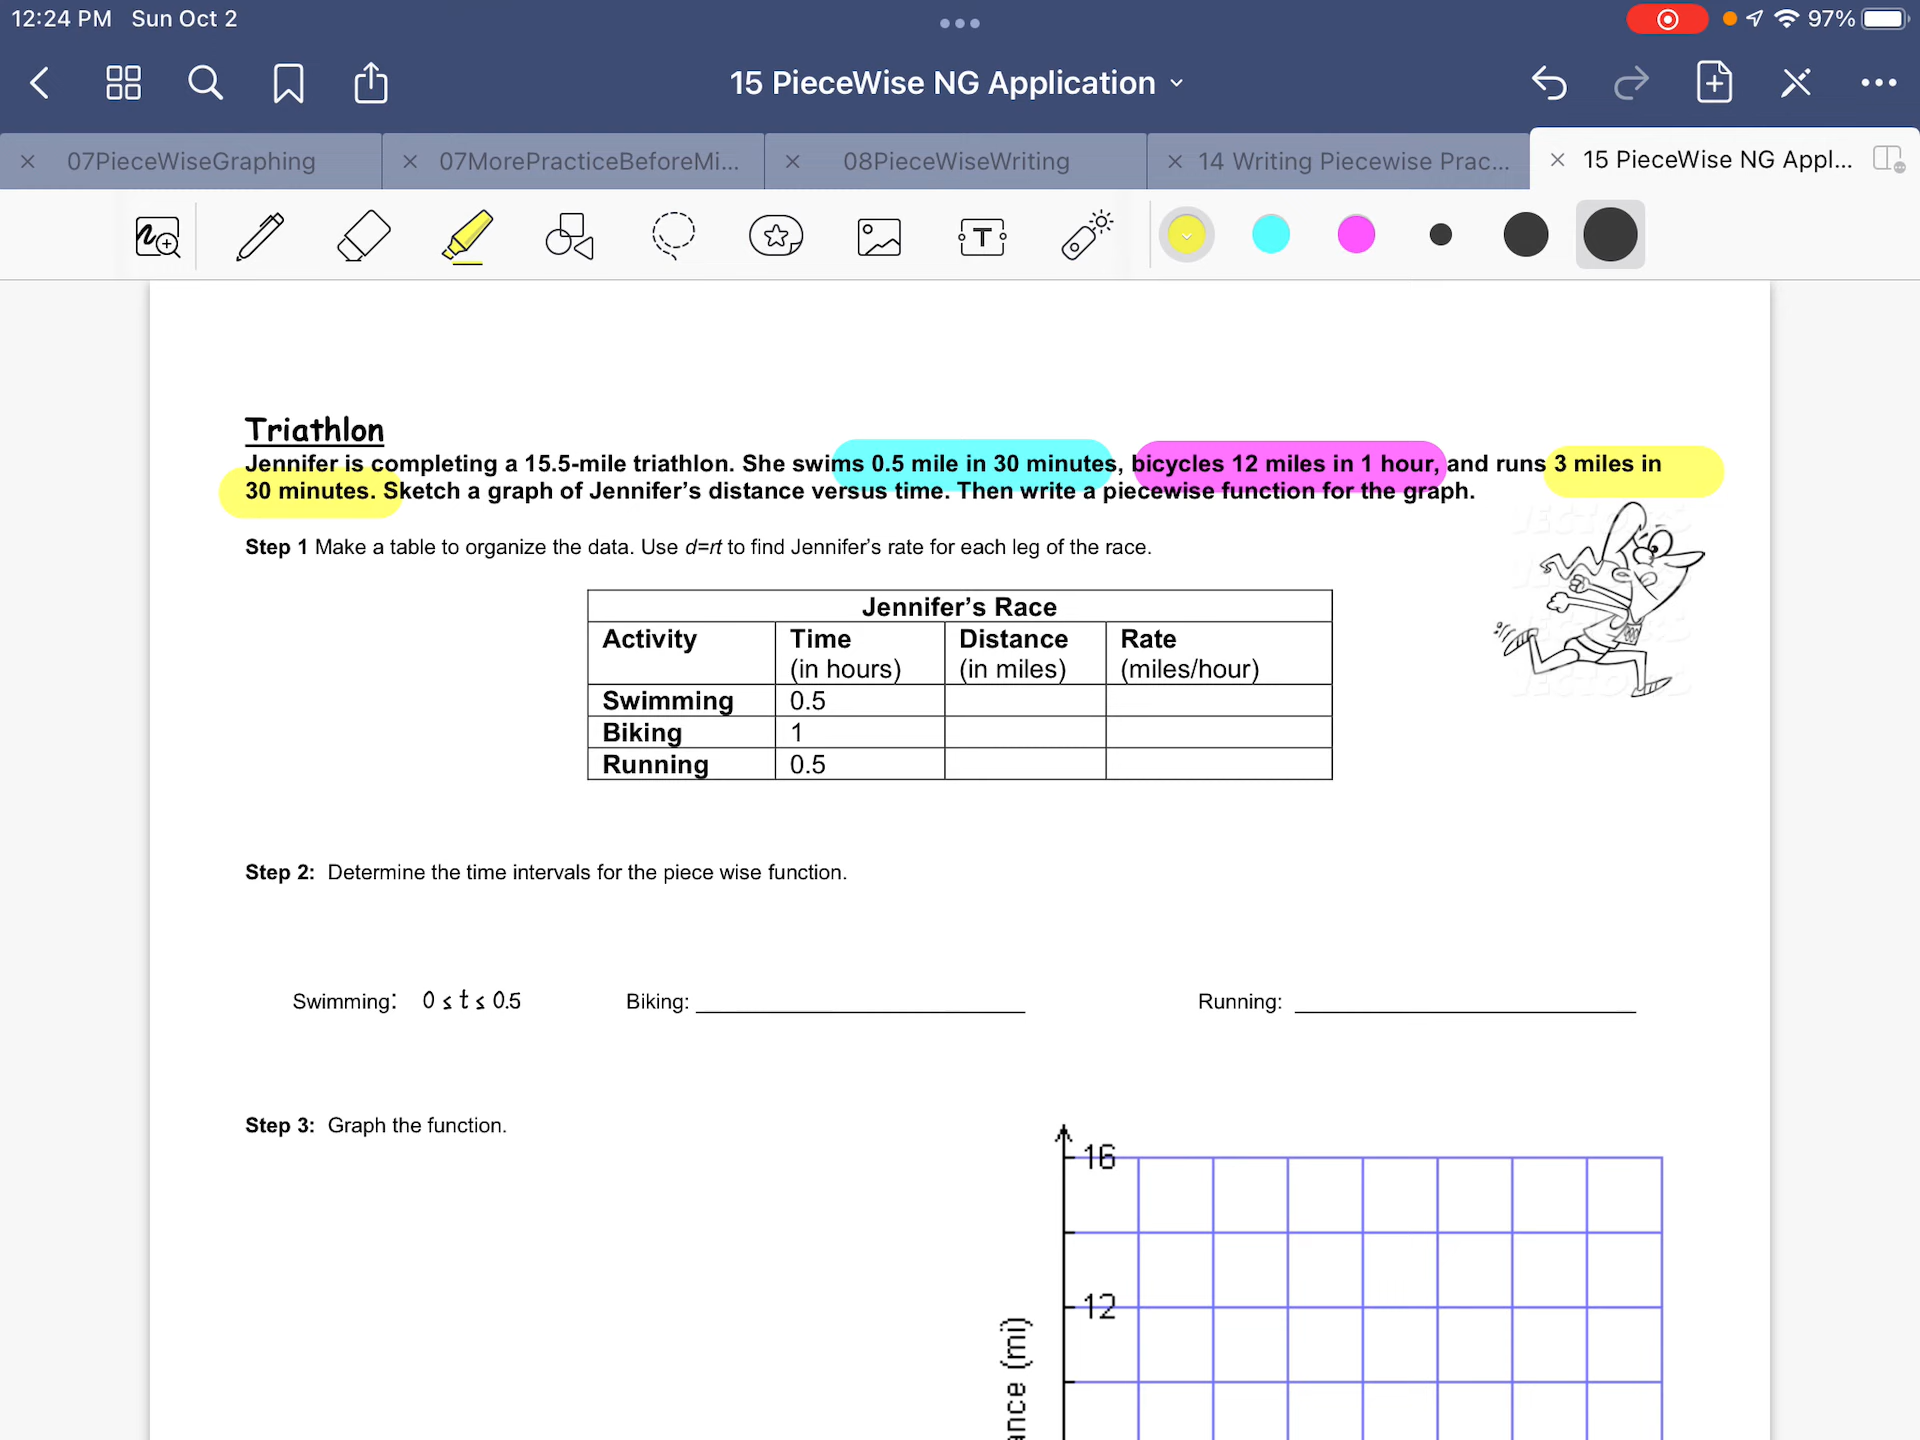 12:24 PM Sun Oct 2
97%
15 PieceWise NG Application
07PieceWiseGraphing
07MorePracticeBeforeMi...
08PieceWiseWriting
14 Writing Piecewise Prac...
15 PieceWise NG Appl...
Triathlon
Jennifer is completing a 15.5-mile triathlon. She swims 0.5 mile in 30 minutes, bicycles 12 miles in 1 hour, and runs 3 miles in
30 minutes. Sketch a graph of Jennifer's distance versus time. Then write a piecewise function for the graph.
Step 1 Make a table to organize the data. Use d=rt to find Jennifer's rate for each leg of the race.
Jennifer's Race
Activity Time (in hours) Distance (in miles) Rate (miles/hour)
Swimming 0.5
Biking 1
Running 0.5
Step 2: Determine the time intervals for the piece wise function.
Swimming: 0 ≤ t ≤ 0.5 Biking: Running:
Step 3: Graph the function.
16
12
ance (mi)